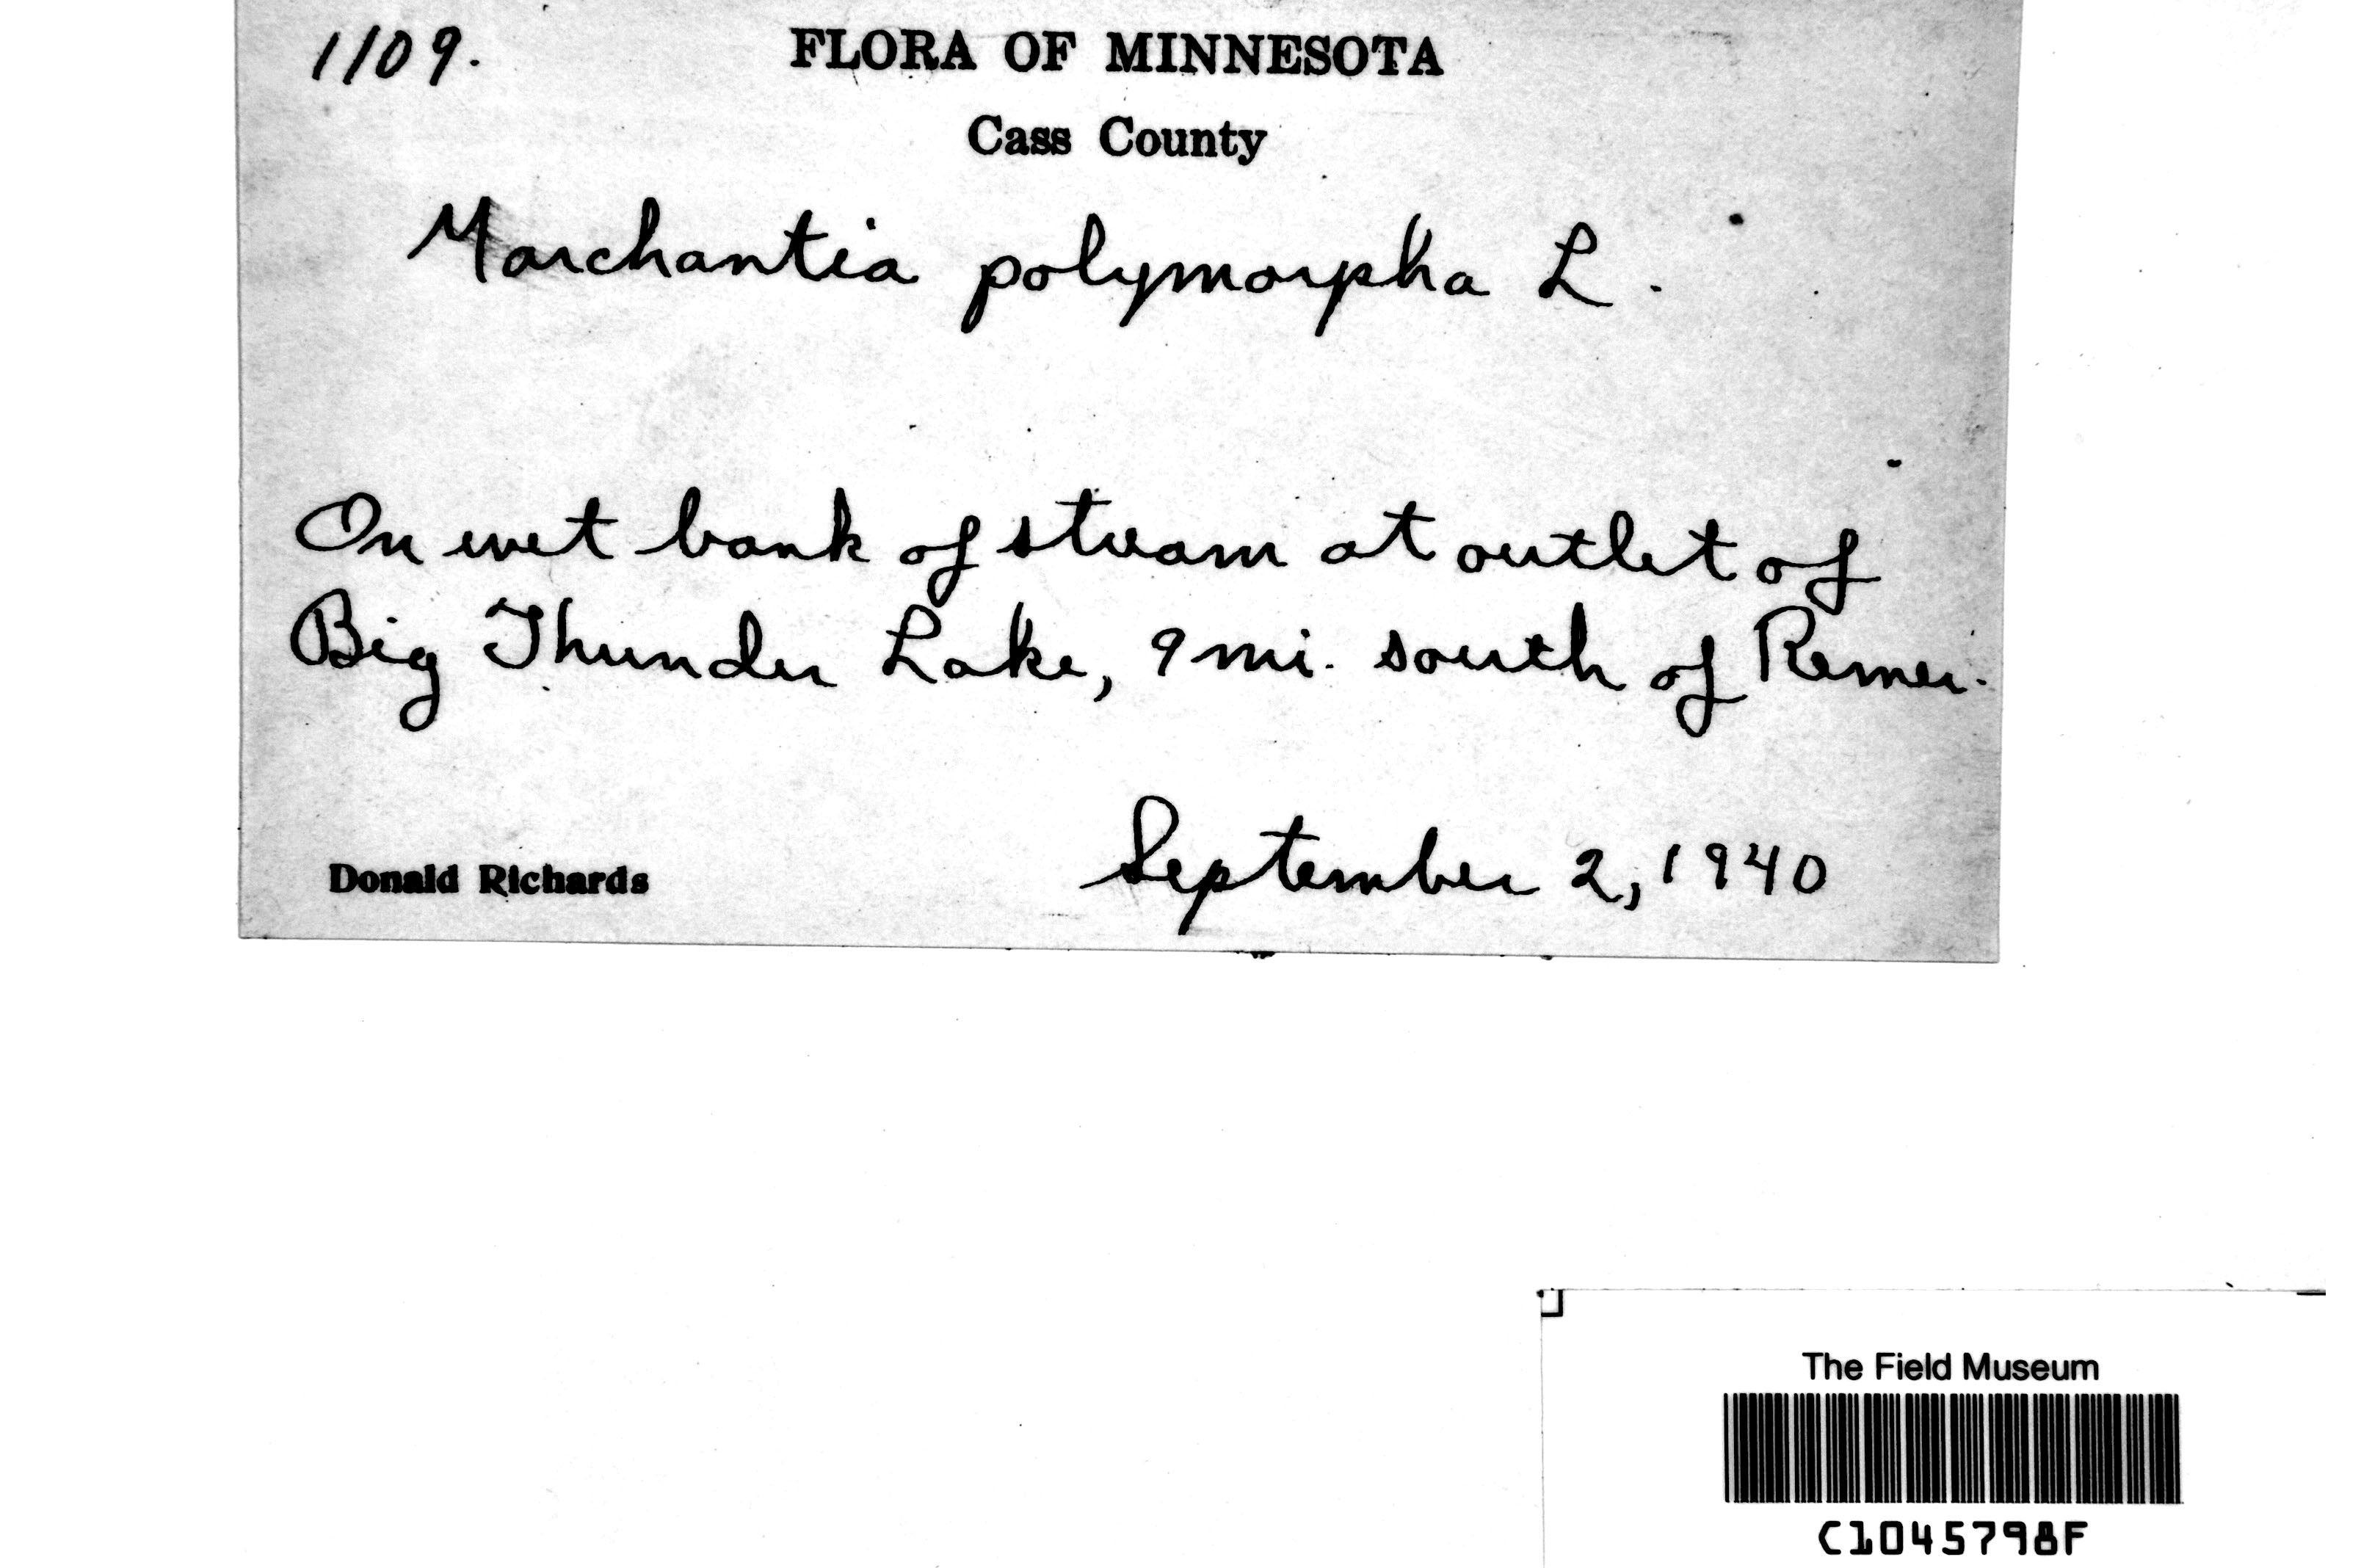 1109.
FLORA OF MINNESOTA
Cass County
Marchantia polymorpha L.
On wet bank of stream at outlet of
Big Thunder Lake, 9 mi. south of Remer.
Donald Richards
September 2, 1940
The Field Museum
C1045798F